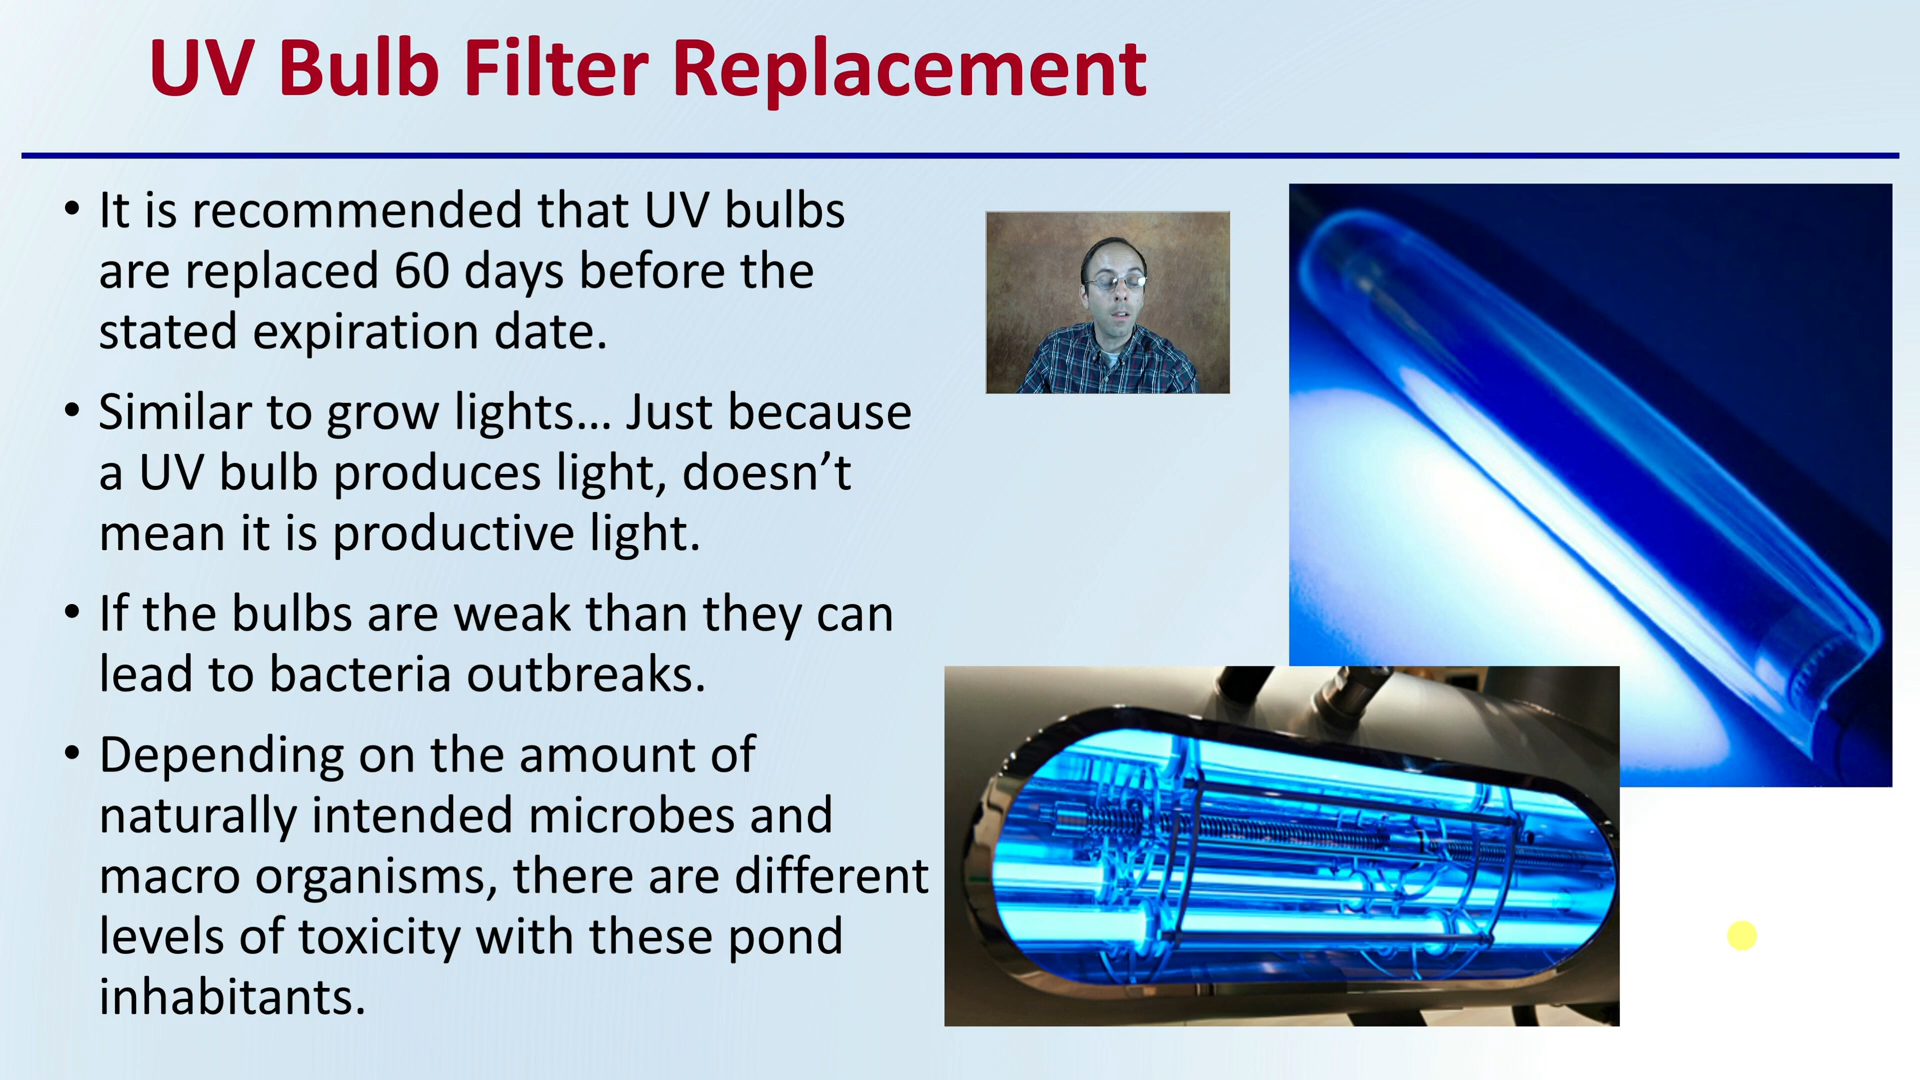 UV Bulb Filter Replacement
• It is recommended that UV bulbs
are replaced 60 days before the
stated expiration date.
• Similar to grow lights... Just because
a UV bulb produces light, doesn’t
mean it is productive light.
• If the bulbs are weak than they can
lead to bacteria outbreaks.
• Depending on the amount of
naturally intended microbes and
macro organisms, there are different
levels of toxicity with these pond
inhabitants.